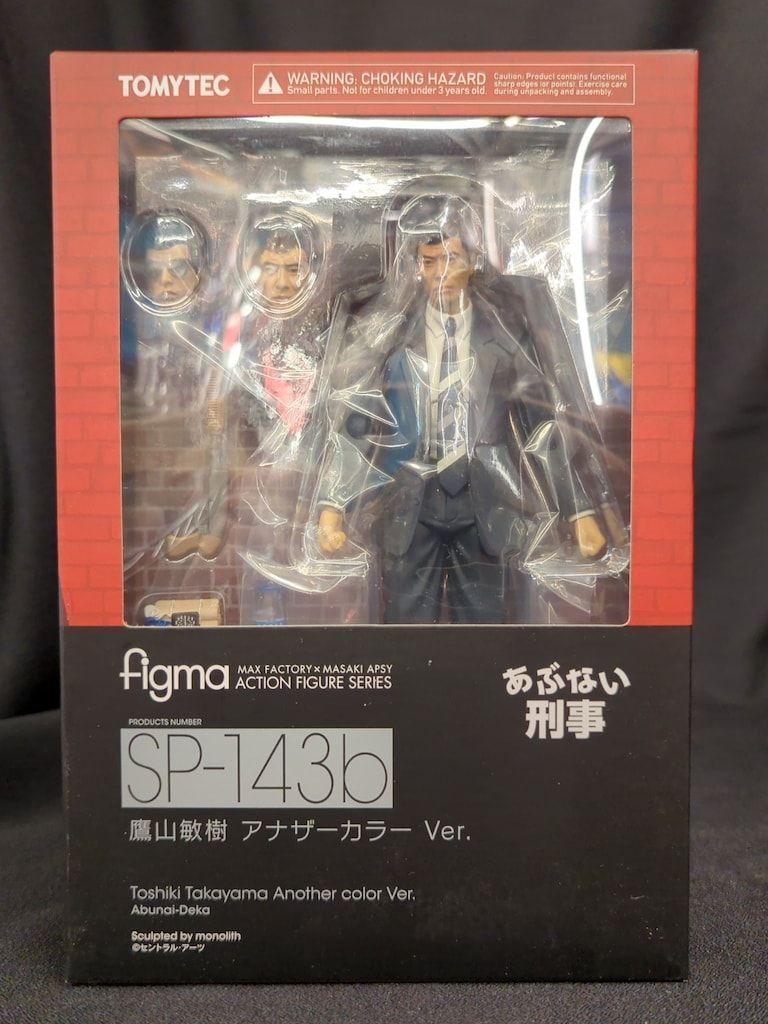 TOMYTEC
WARNING: CHOKING HAZARD
Small parts. Not for children under 3 years old.
Caution: Product contains functional
sharp edges (or points). Exercise care
during unpacking and assembly.
figma
MAX FACTORY × MASAKI APSY
ACTION FIGURE SERIES
あぶない
刑事
PRODUCTS NUMBER
SP-143b
鷹山敏樹 アナザーカラー Ver.
Toshiki Takayama Another color Ver.
Abunai-Deka
Sculpted by monolith
©セントラル・アーツ